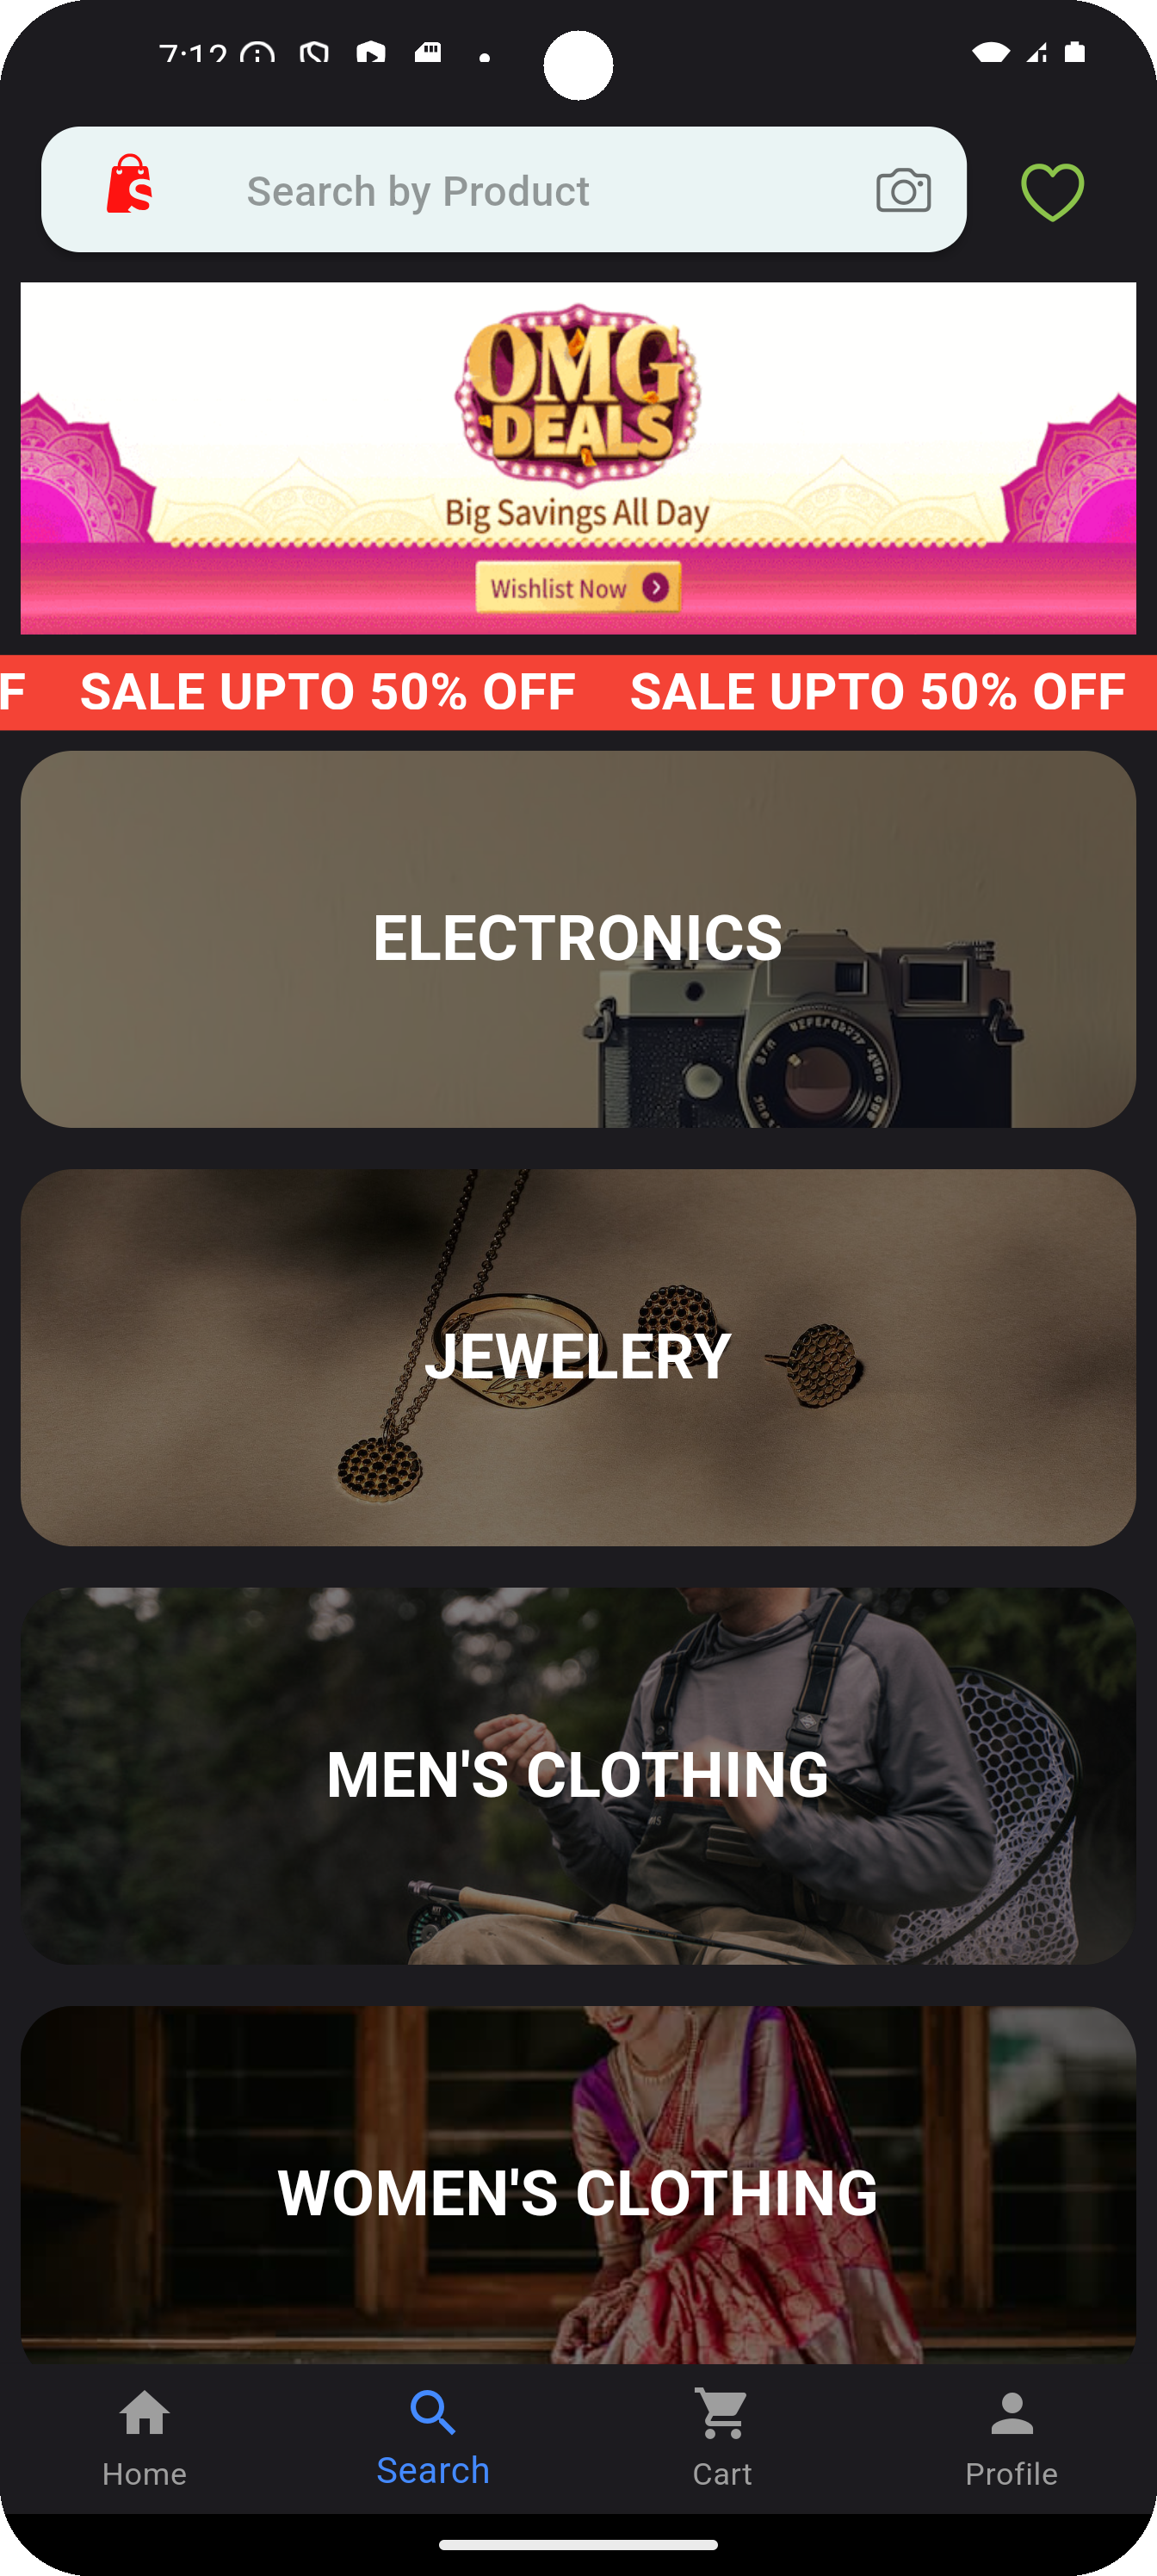 7:12
Search by Product
OMG
DEALS
Big Savings All Day
Wishlist Now
F SALE UPTO 50% OFF SALE UPTO 50% OFF
ELECTRONICS
JEWELERY
MEN'S CLOTHING
WOMEN'S CLOTHING
Home
Search
Cart
Profile